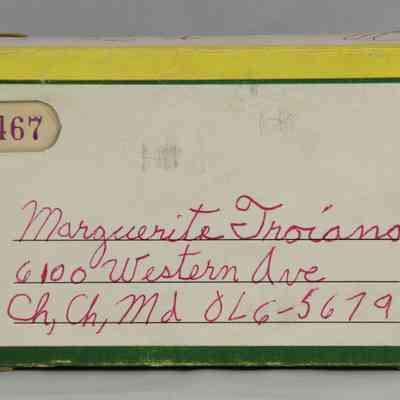 467
Marguerite Troiano
6100 Western Ave
Ch, Ch, Md OL6-5679